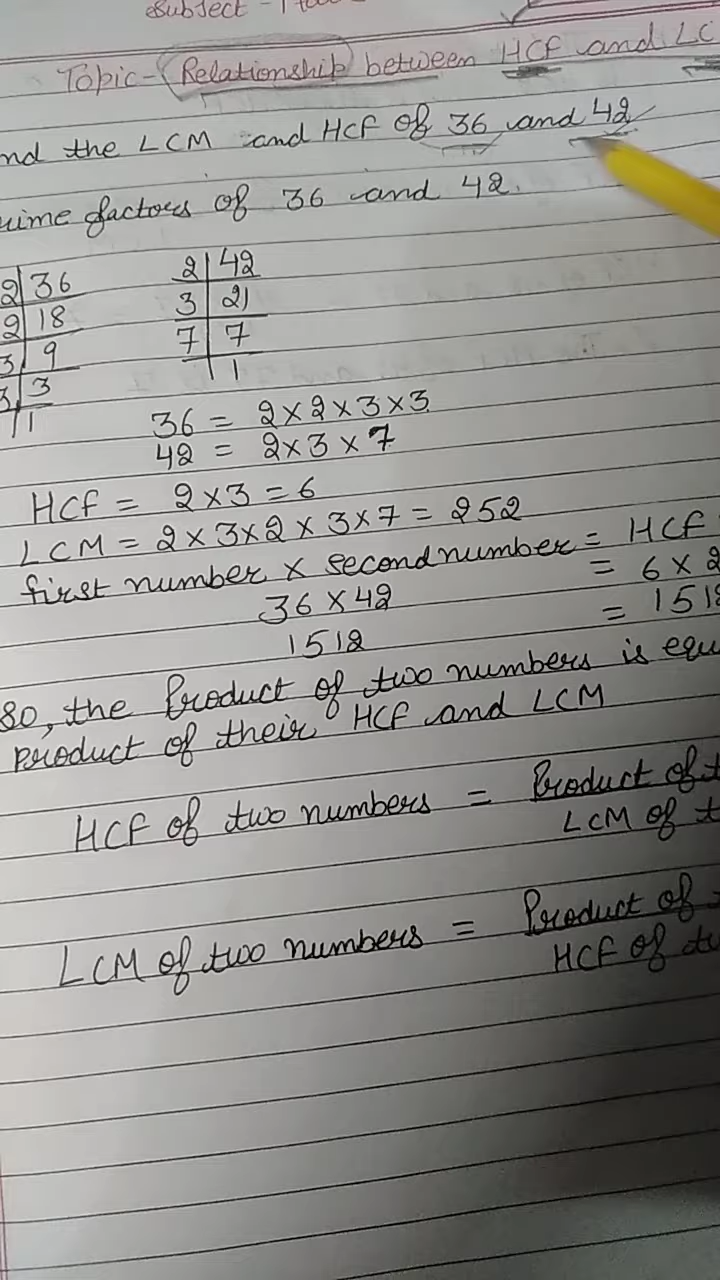 Subject -
Topic- Relationship between HCF and LC
nd the LCM and HCF of 36 and 42
rime factors of 36 and 42.
2 36
2 18
3 9
3 3
1
2 42
3 21
7 7
1
36 = 2×2×3×3
42 = 2×3×7
HCF = 2×3=6
LCM = 2×3×2×3×7=252
first number × second number = HCF
36×42 = 6×2
1512 = 1512
So, the Product of two numbers is equ
Product of their HCF and LCM
HCF of two numbers = Product of t
LCM of t
LCM of two numbers = Product of
HCF of tw